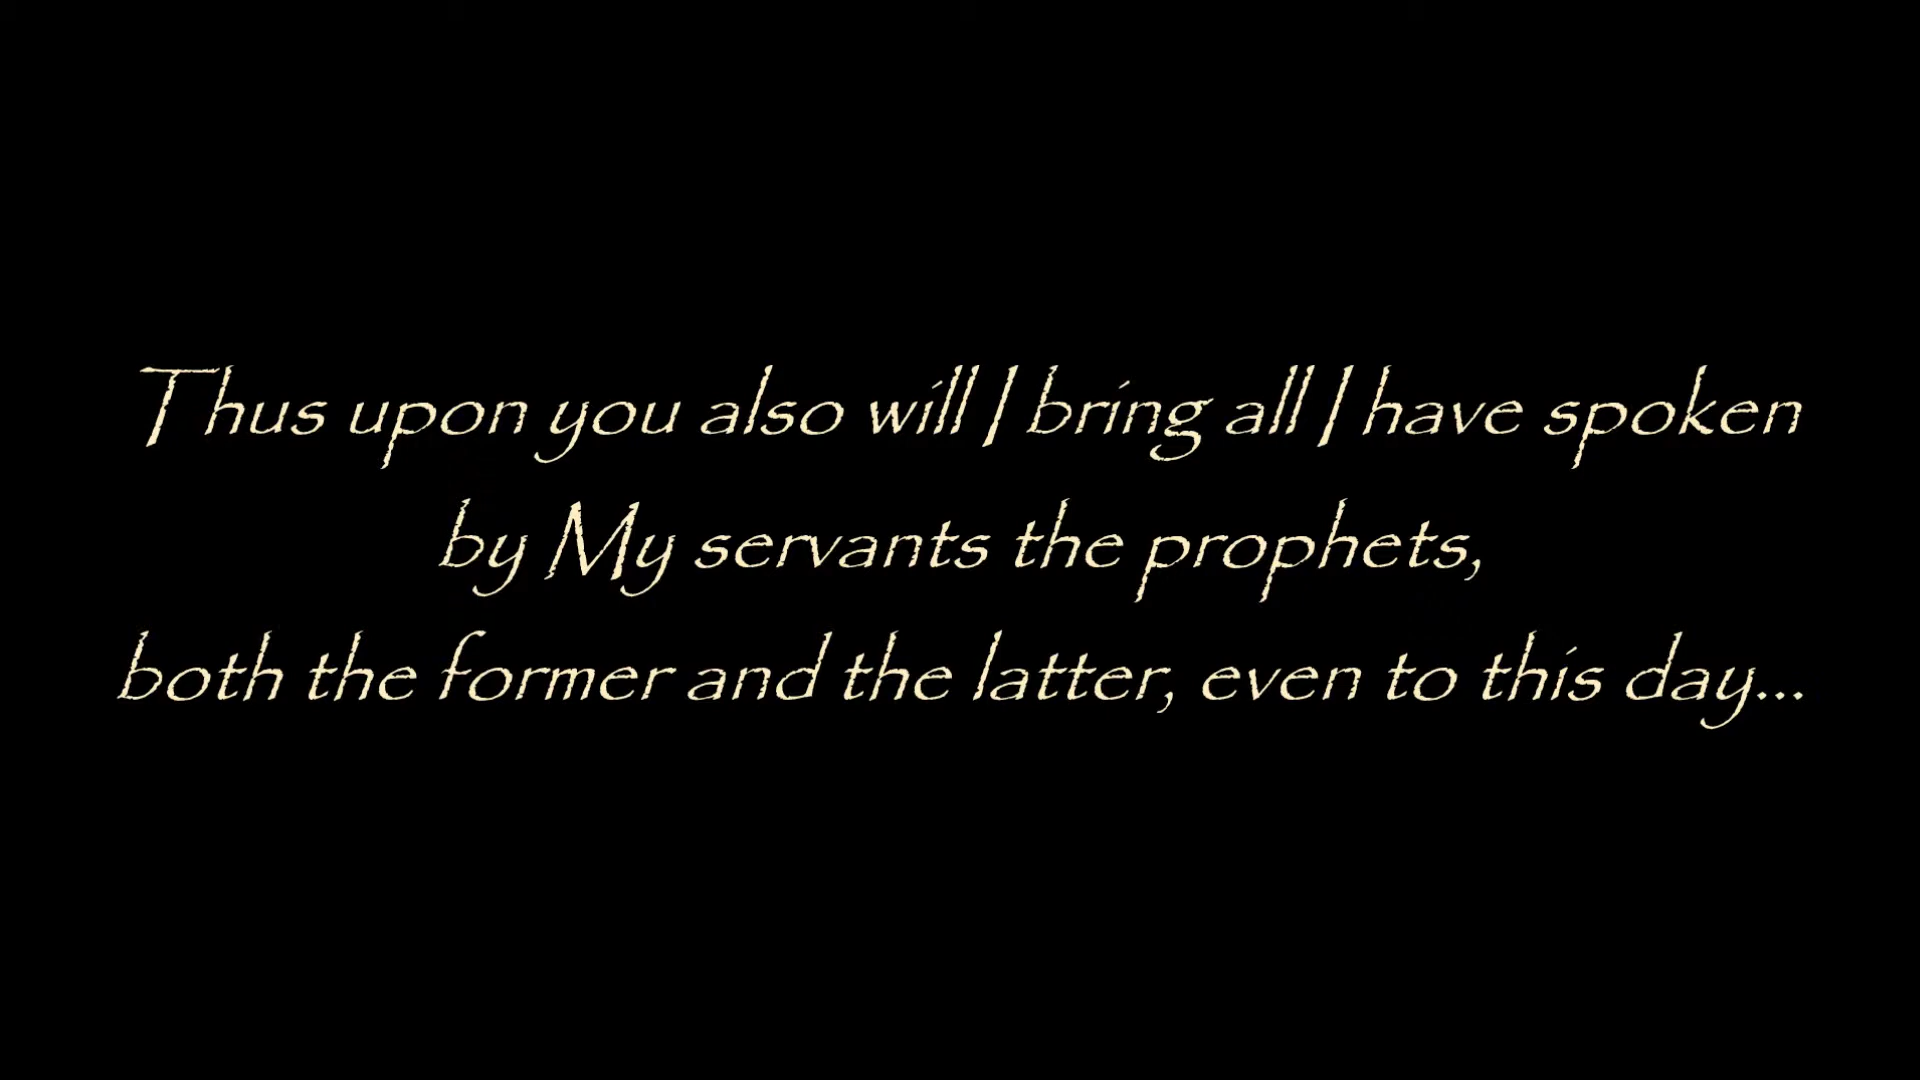 Thus upon you also will I bring all I have spoken
by My servants the prophets,
both the former and the latter, even to this day...